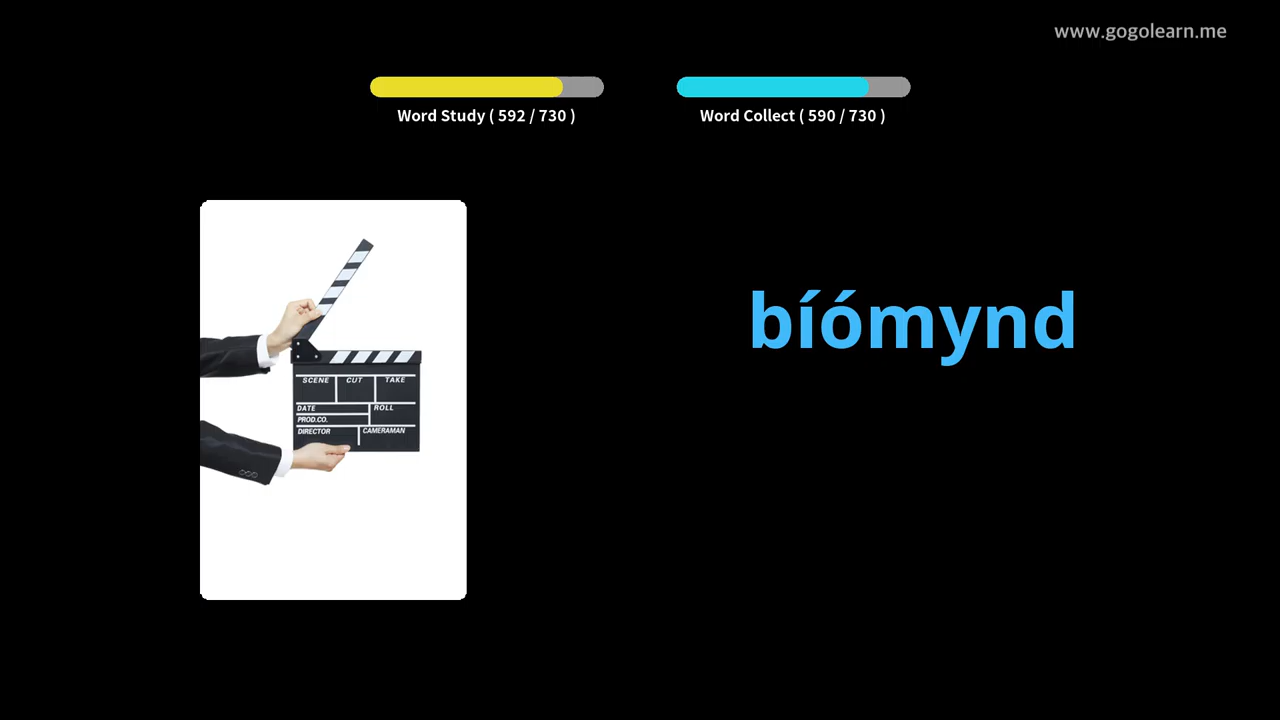 www.gogolearn.me
Word Study ( 592 / 730 )
Word Collect ( 590 / 730 )
bíómynd
SCENE CUT TAKE
DATE ROLL
PROD.CO.
DIRECTOR CAMERAMAN